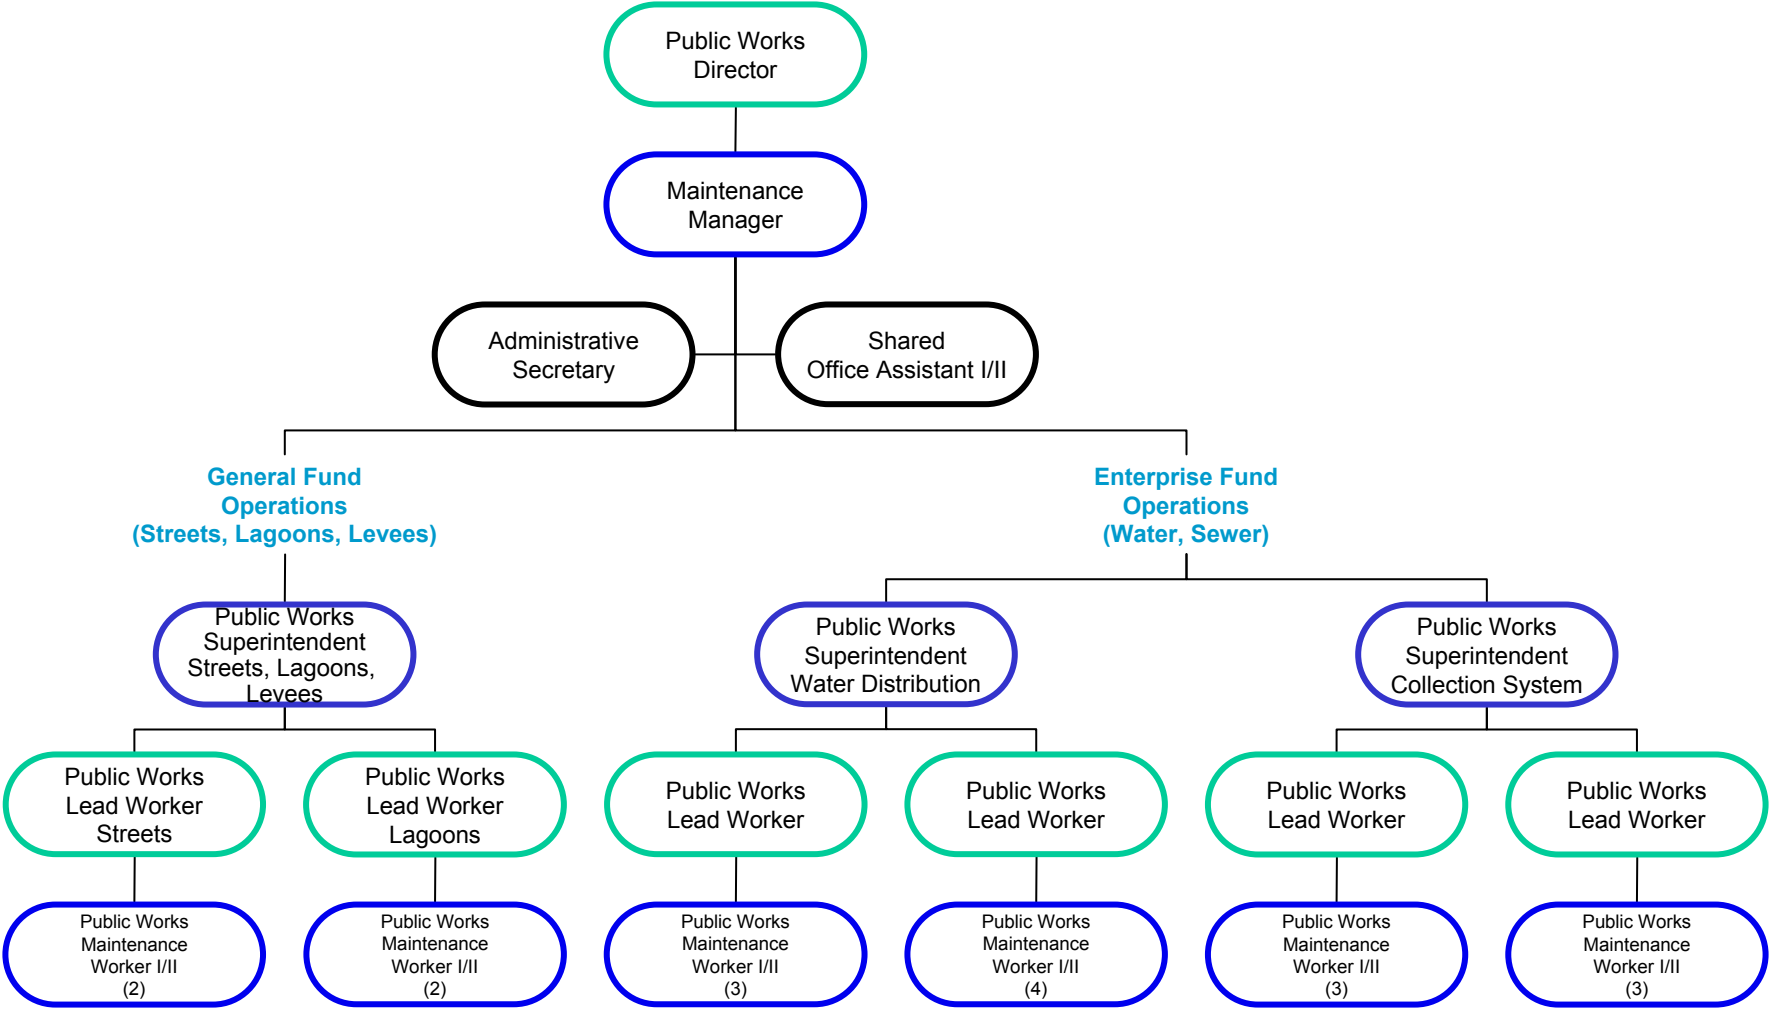 Public Works
Director
Maintenance
Manager
Administrative
Secretary
Shared
Office Assistant I/II
General Fund
Operations
(Streets, Lagoons, Levees)
Enterprise Fund
Operations
(Water, Sewer)
Public Works
Superintendent
Streets, Lagoons,
Levees
Public Works
Superintendent
Water Distribution
Public Works
Superintendent
Collection System
Public Works
Lead Worker
Streets
Public Works
Lead Worker
Lagoons
Public Works
Lead Worker
Public Works
Lead Worker
Public Works
Lead Worker
Public Works
Lead Worker
Public Works
Maintenance
Worker I/II
(2)
Public Works
Maintenance
Worker I/II
(2)
Public Works
Maintenance
Worker I/II
(3)
Public Works
Maintenance
Worker I/II
(4)
Public Works
Maintenance
Worker I/II
(3)
Public Works
Maintenance
Worker I/II
(3)